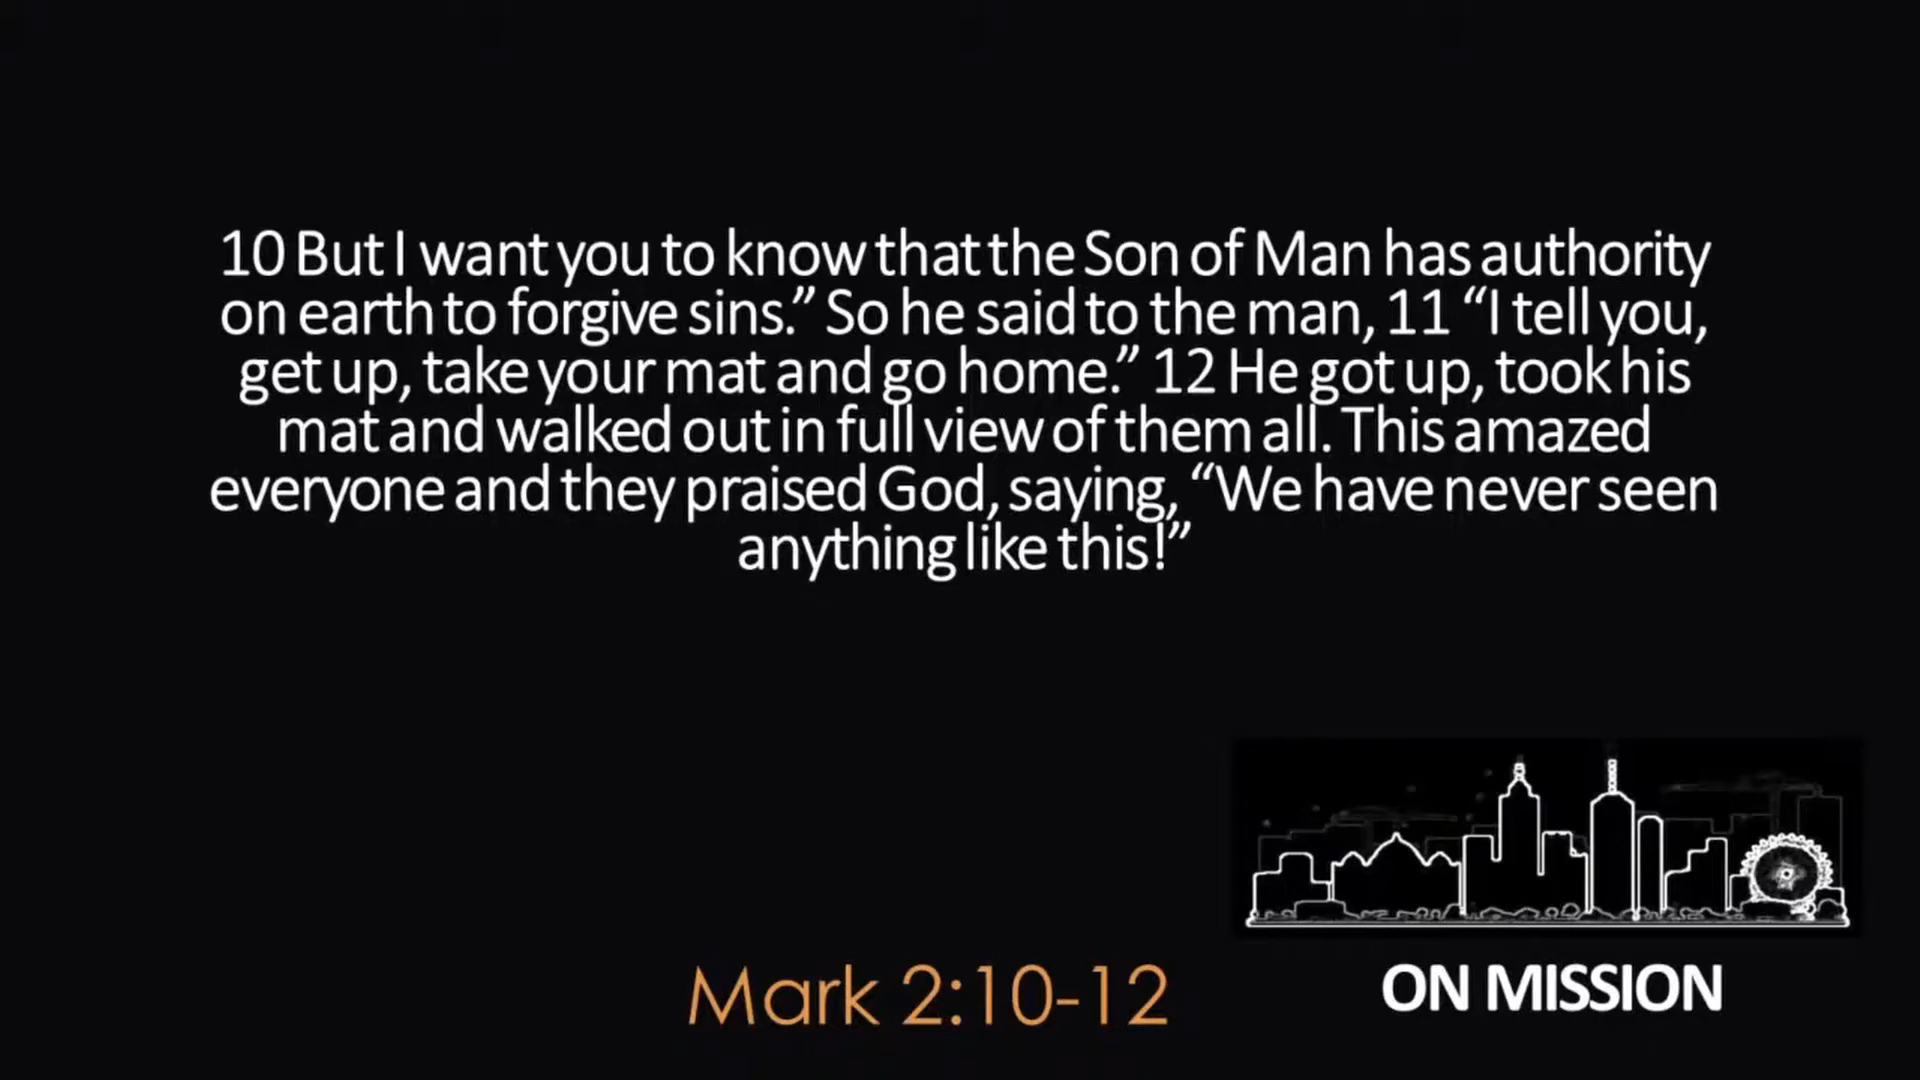 10 But I want you to know that the Son of Man has authority
on earth to forgive sins.” So he said to the man, 11 “I tell you,
get up, take your mat and go home.” 12 He got up, took his
mat and walked out in full view of them all. This amazed
everyone and they praised God, saying, “We have never seen
anything like this!”
Mark 2:10-12
ON MISSION